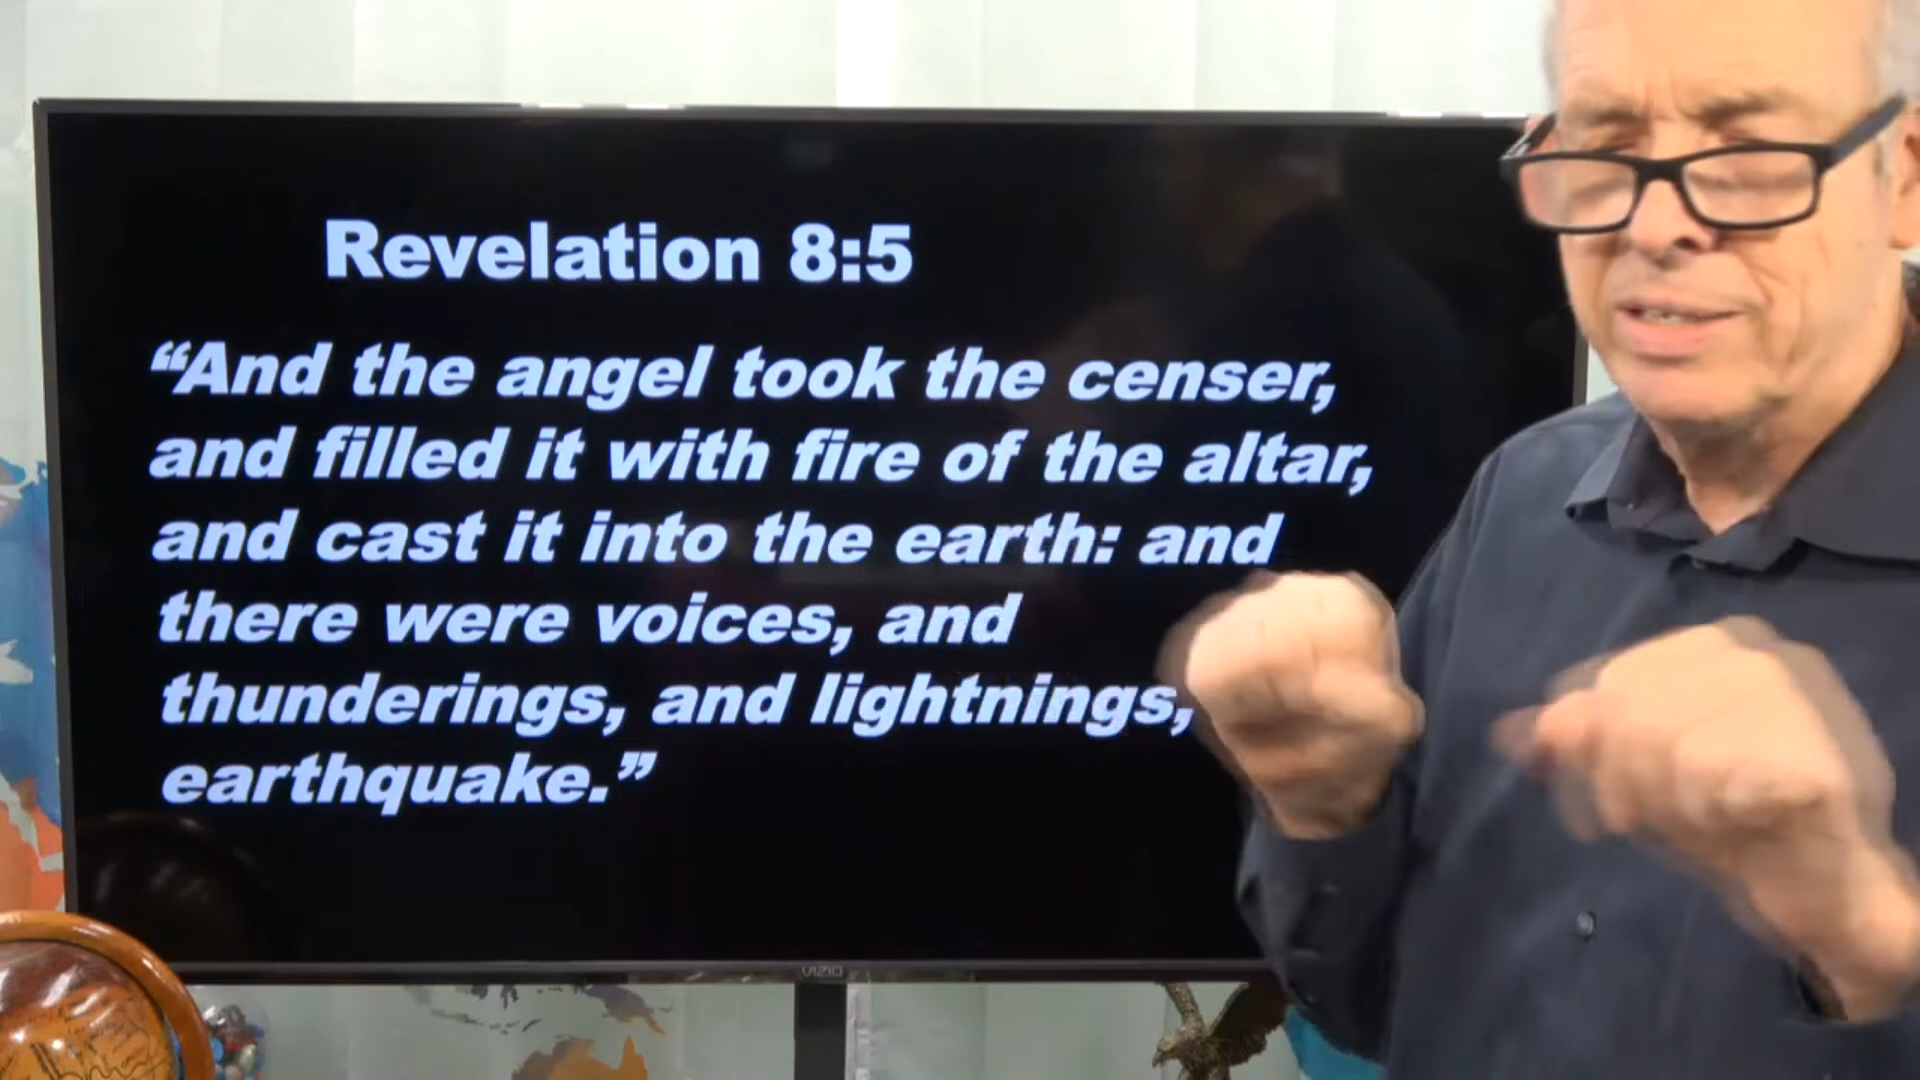 Revelation 8:5
“And the angel took the censer,
and filled it with fire of the altar,
and cast it into the earth: and
there were voices, and
thunderings, and lightnings,
earthquake.”
VIZIO